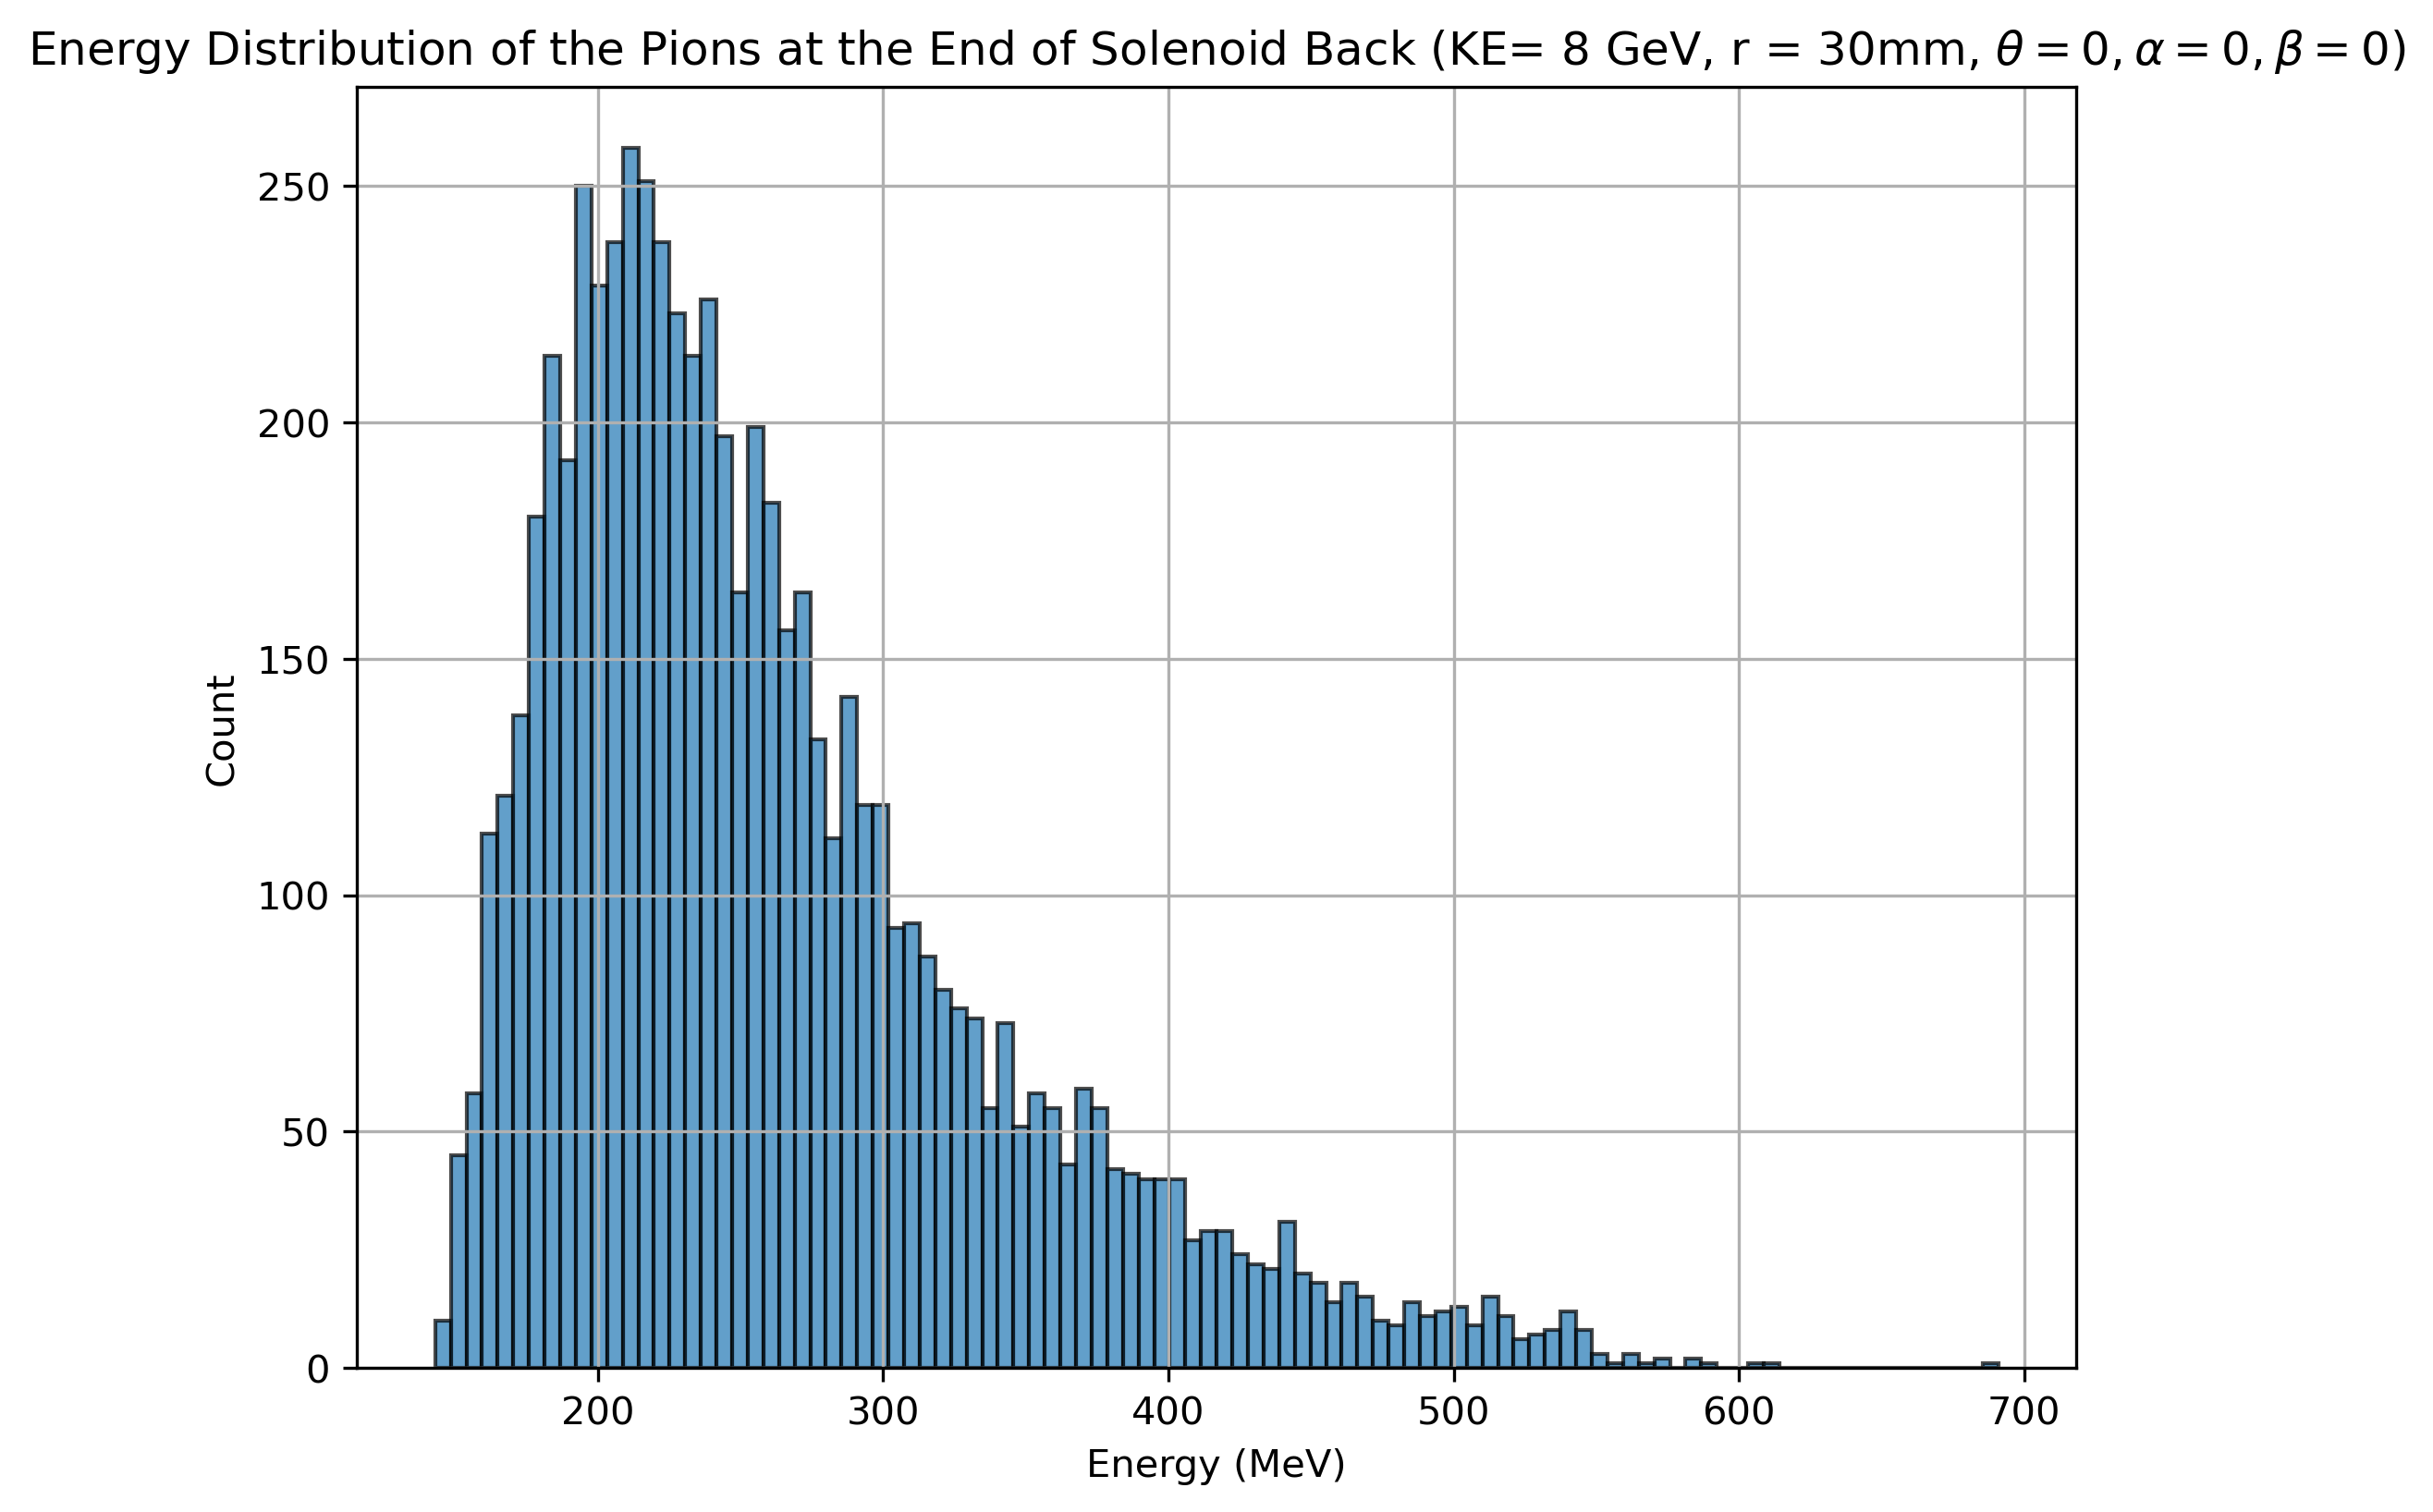 Energy Distribution of the Pions at the End of Solenoid Back (KE= 8 GeV, r = 30mm, θ = 0, α = 0, β = 0)
250
200
150
100
50
0
Count
200 300 400 500 600 700
Energy (MeV)